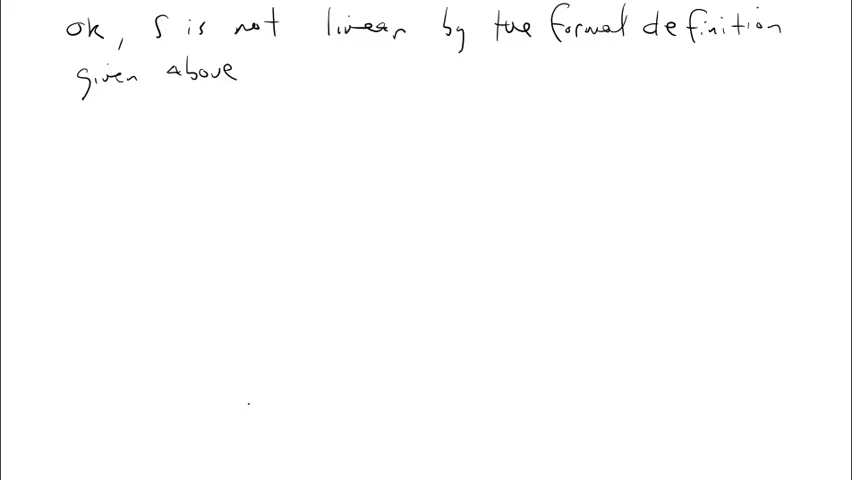 ok, S is not linear by the formal definition
given above